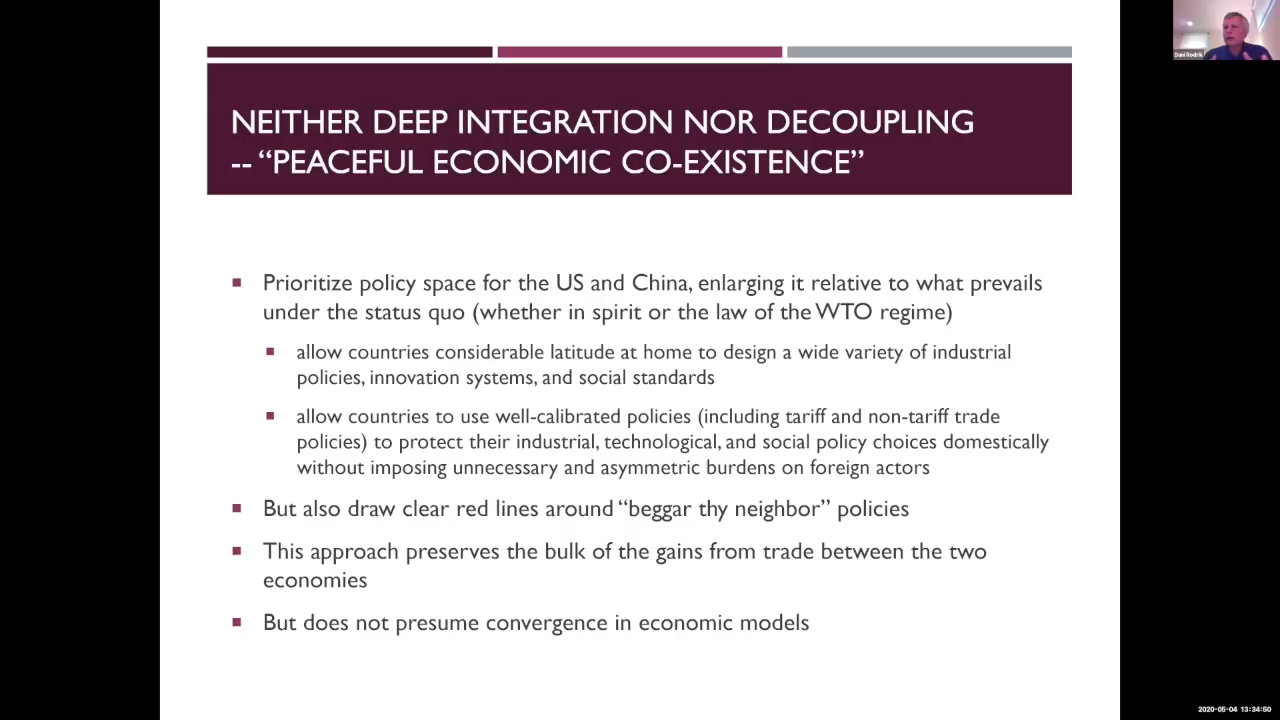 Dani Rodrik
NEITHER DEEP INTEGRATION NOR DECOUPLING
-- “PEACEFUL ECONOMIC CO-EXISTENCE”
▪ Prioritize policy space for the US and China, enlarging it relative to what prevails
under the status quo (whether in spirit or the law of the WTO regime)
▪ allow countries considerable latitude at home to design a wide variety of industrial
policies, innovation systems, and social standards
▪ allow countries to use well-calibrated policies (including tariff and non-tariff trade
policies) to protect their industrial, technological, and social policy choices domestically
without imposing unnecessary and asymmetric burdens on foreign actors
▪ But also draw clear red lines around “beggar thy neighbor” policies
▪ This approach preserves the bulk of the gains from trade between the two
economies
▪ But does not presume convergence in economic models
2020-05-04 13:34:50